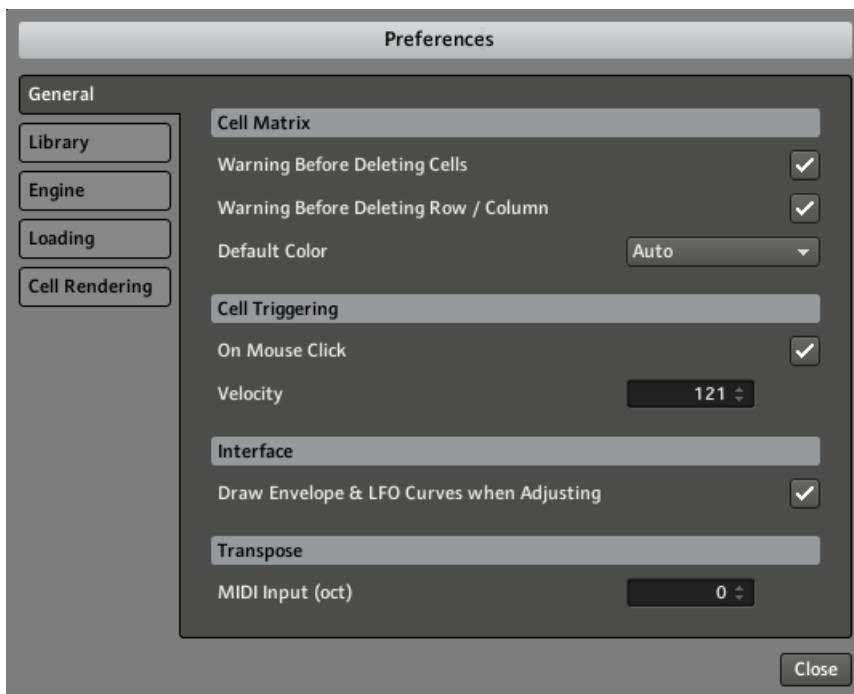 Preferences
General
Library
Engine
Loading
Cell Rendering
Cell Matrix
Warning Before Deleting Cells
Warning Before Deleting Row / Column
Default Color Auto
Cell Triggering
On Mouse Click
Velocity 121
Interface
Draw Envelope & LFO Curves when Adjusting
Transpose
MIDI Input (oct) 0
Close